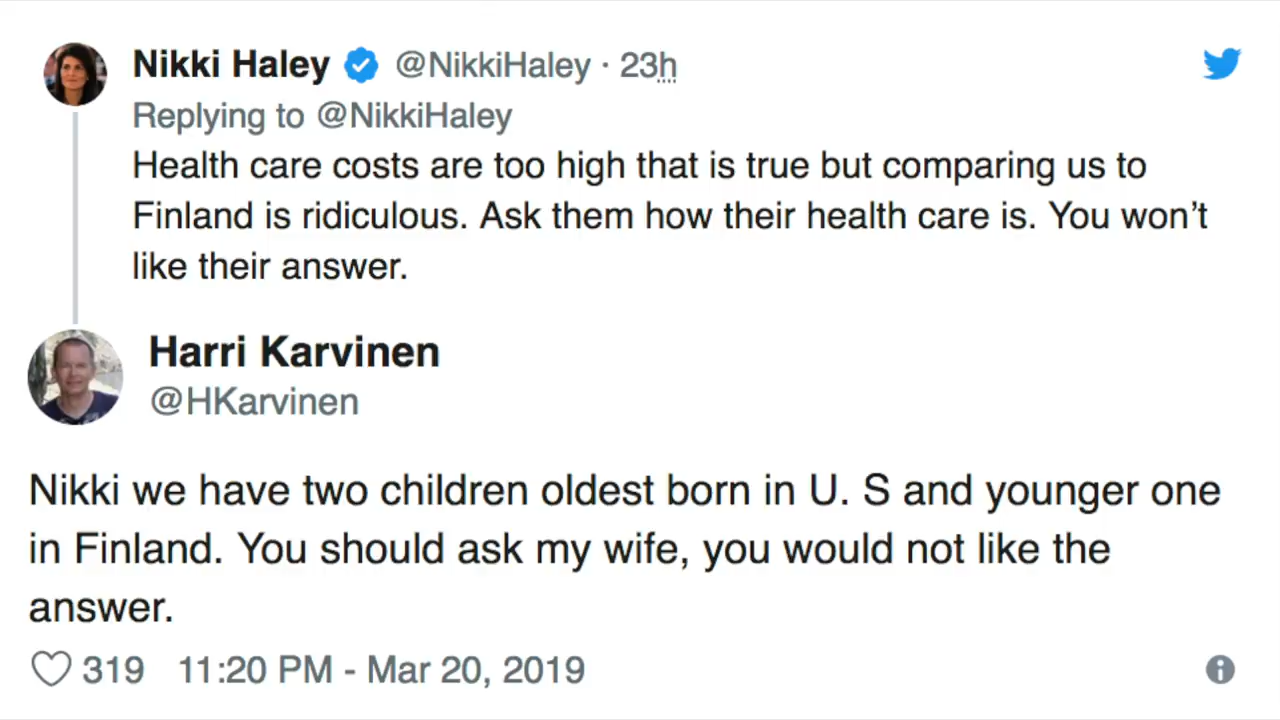 Nikki Haley @NikkiHaley · 23h
Replying to @NikkiHaley
Health care costs are too high that is true but comparing us to
Finland is ridiculous. Ask them how their health care is. You won’t
like their answer.
Harri Karvinen
@HKarvinen
Nikki we have two children oldest born in U. S and younger one
in Finland. You should ask my wife, you would not like the
answer.
319 11:20 PM - Mar 20, 2019